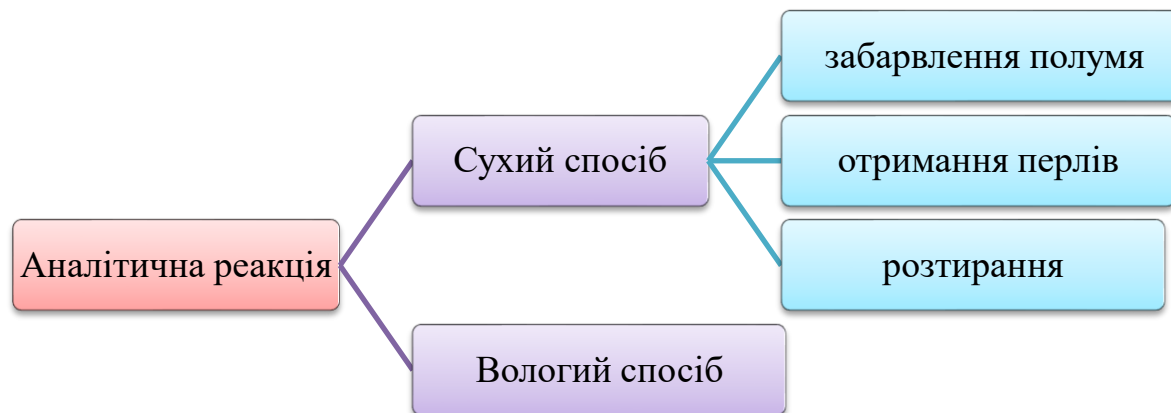 забарвлення полумя
Сухий спосіб
отримання перлів
Аналітична реакція
розтирання
Вологий спосіб